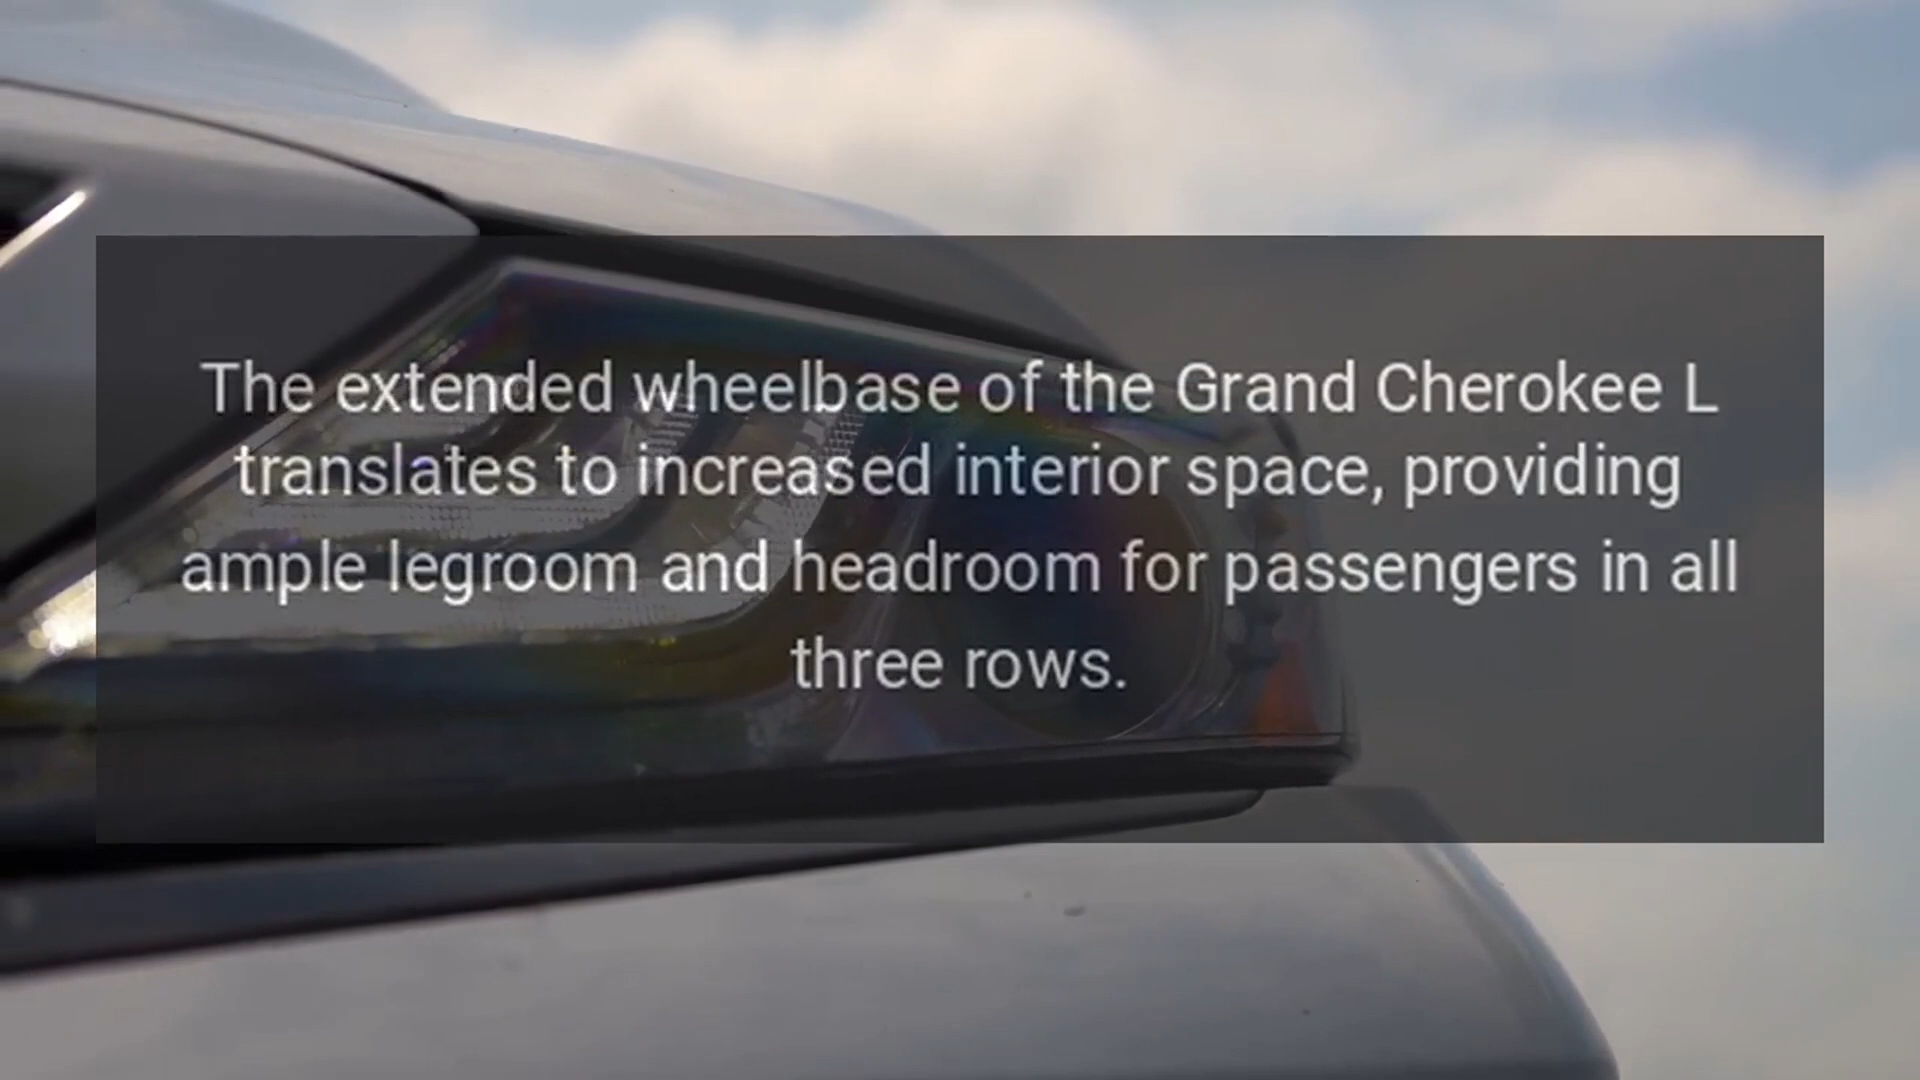 The extended wheelbase of the Grand Cherokee L
translates to increased interior space, providing
ample legroom and headroom for passengers in all
three rows.